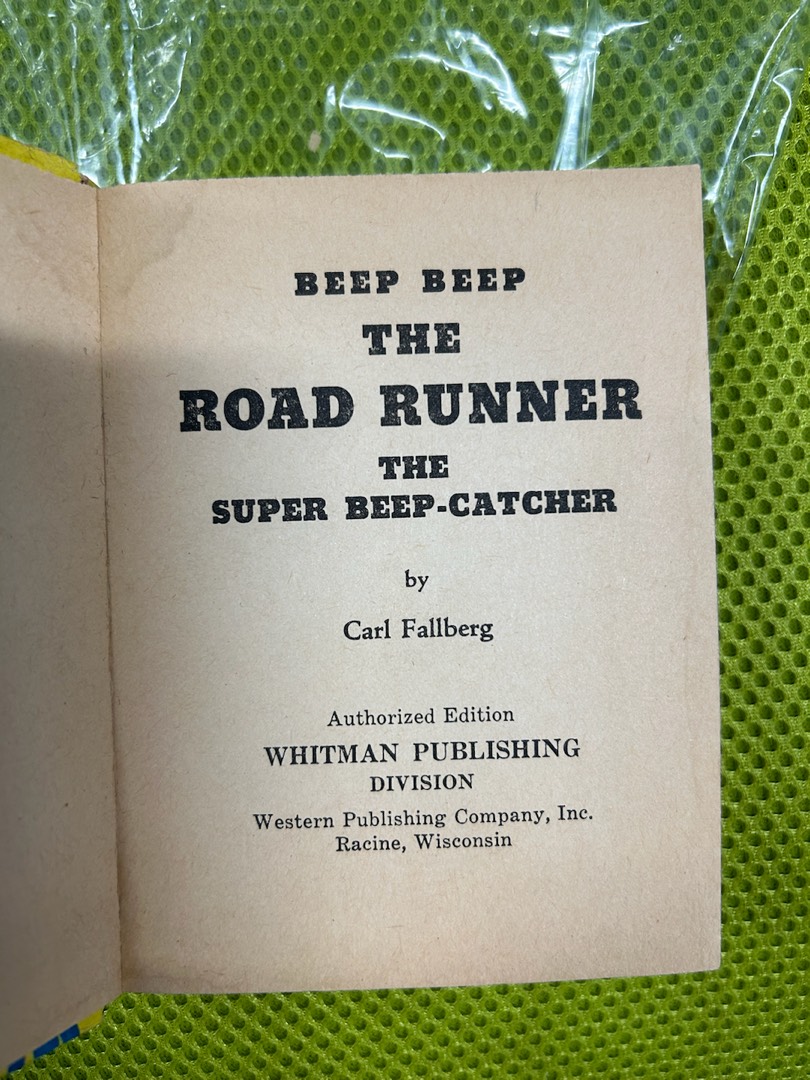 BEEP BEEP
THE
ROAD RUNNER
THE
SUPER BEEP-CATCHER
by
Carl Fallberg
Authorized Edition
WHITMAN PUBLISHING
DIVISION
Western Publishing Company, Inc.
Racine, Wisconsin